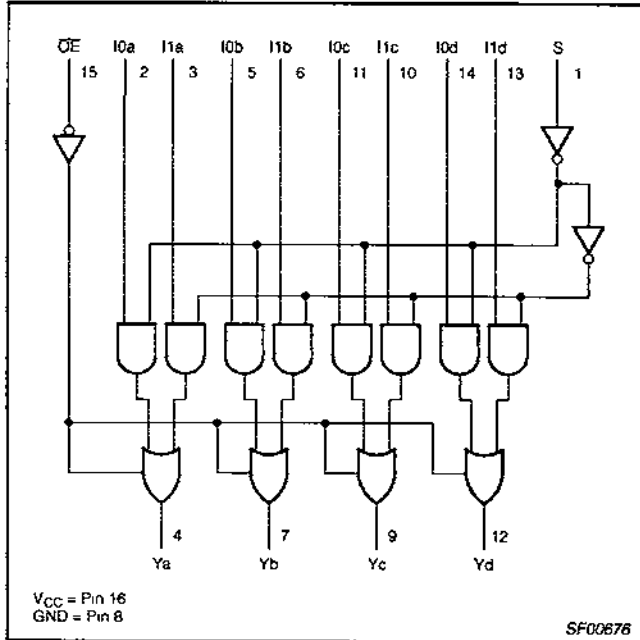 OE I0a I1a I0b I1b I0c I1c I0d I1d S
15 2 3 5 6 11 10 14 13 1
4 7 9 12
Ya Yb Yc Yd
VCC = Pin 16
GND = Pin 8
SF00676